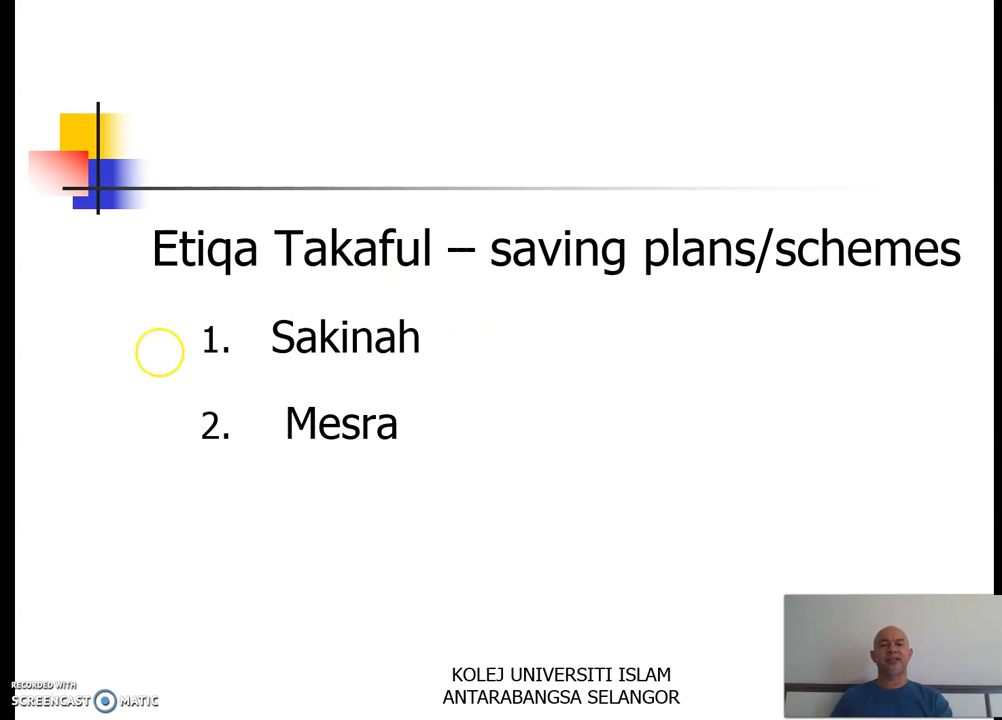 Etiqa Takaful – saving plans/schemes
1. Sakinah
2. Mesra
KOLEJ UNIVERSITI ISLAM
ANTARABANGSA SELANGOR
RECORDED WITH
SCREENCAST MATIC